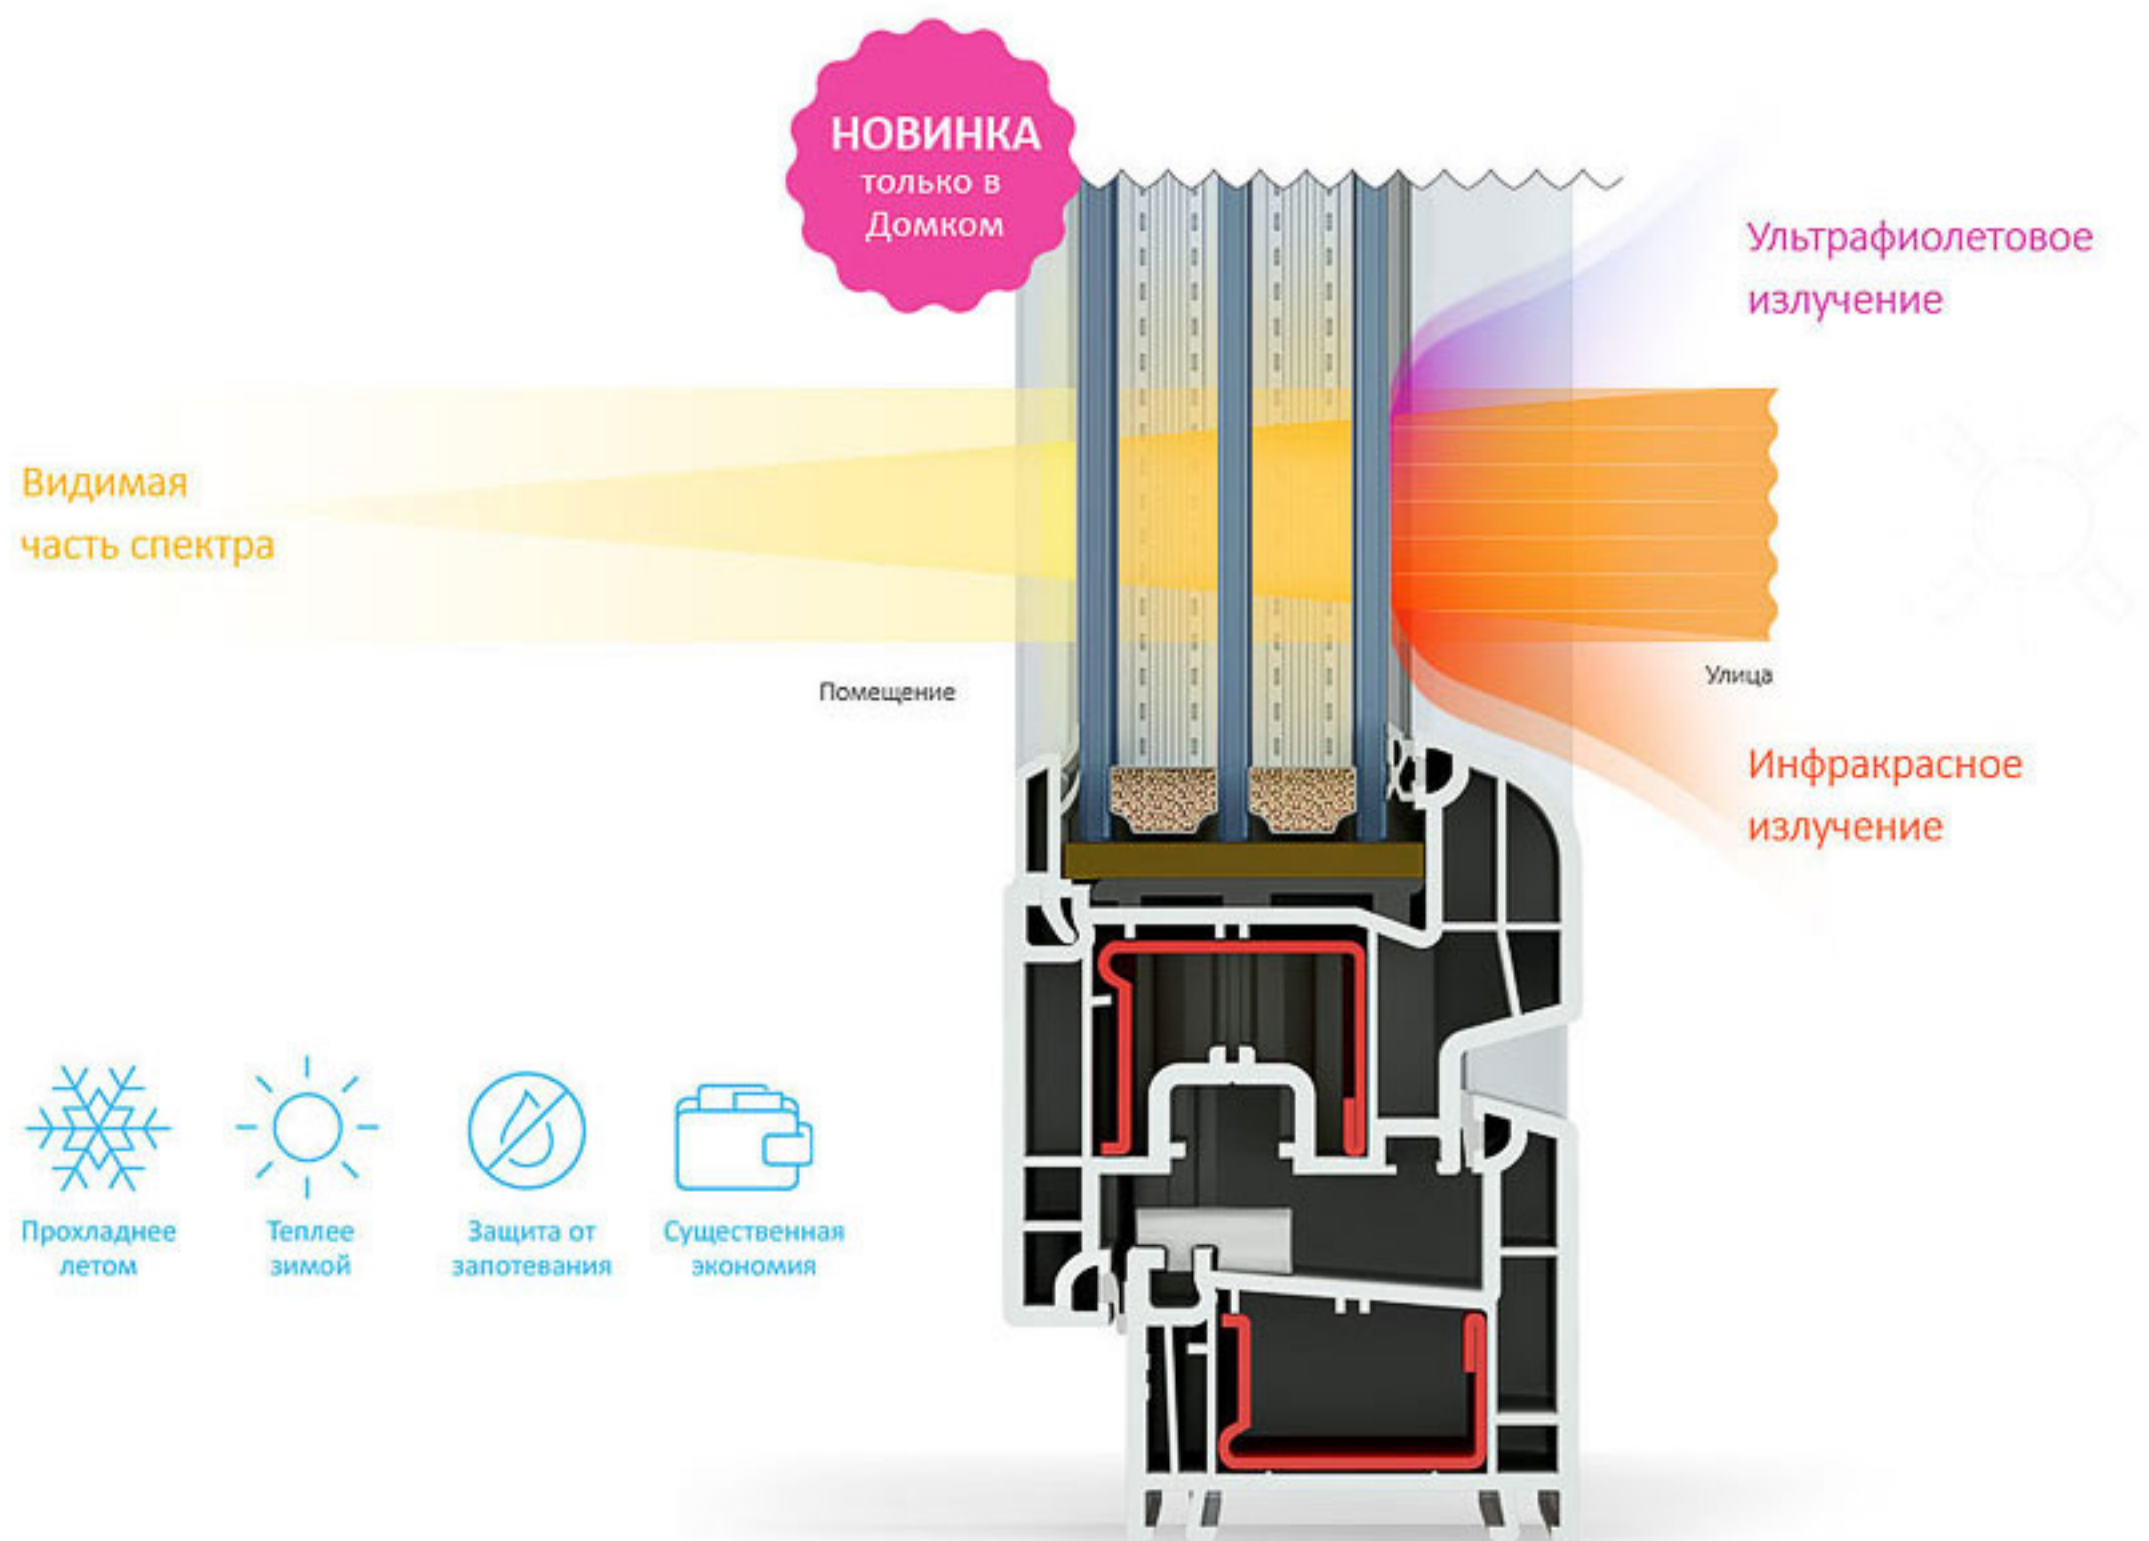 НОВИНКА
только в
Домком
Ультрафиолетовое
излучение
Видимая
часть спектра
Помещение
Улица
Инфракрасное
излучение
Прохладнее
летом
Теплее
зимой
Защита от
запотевания
Существенная
экономия